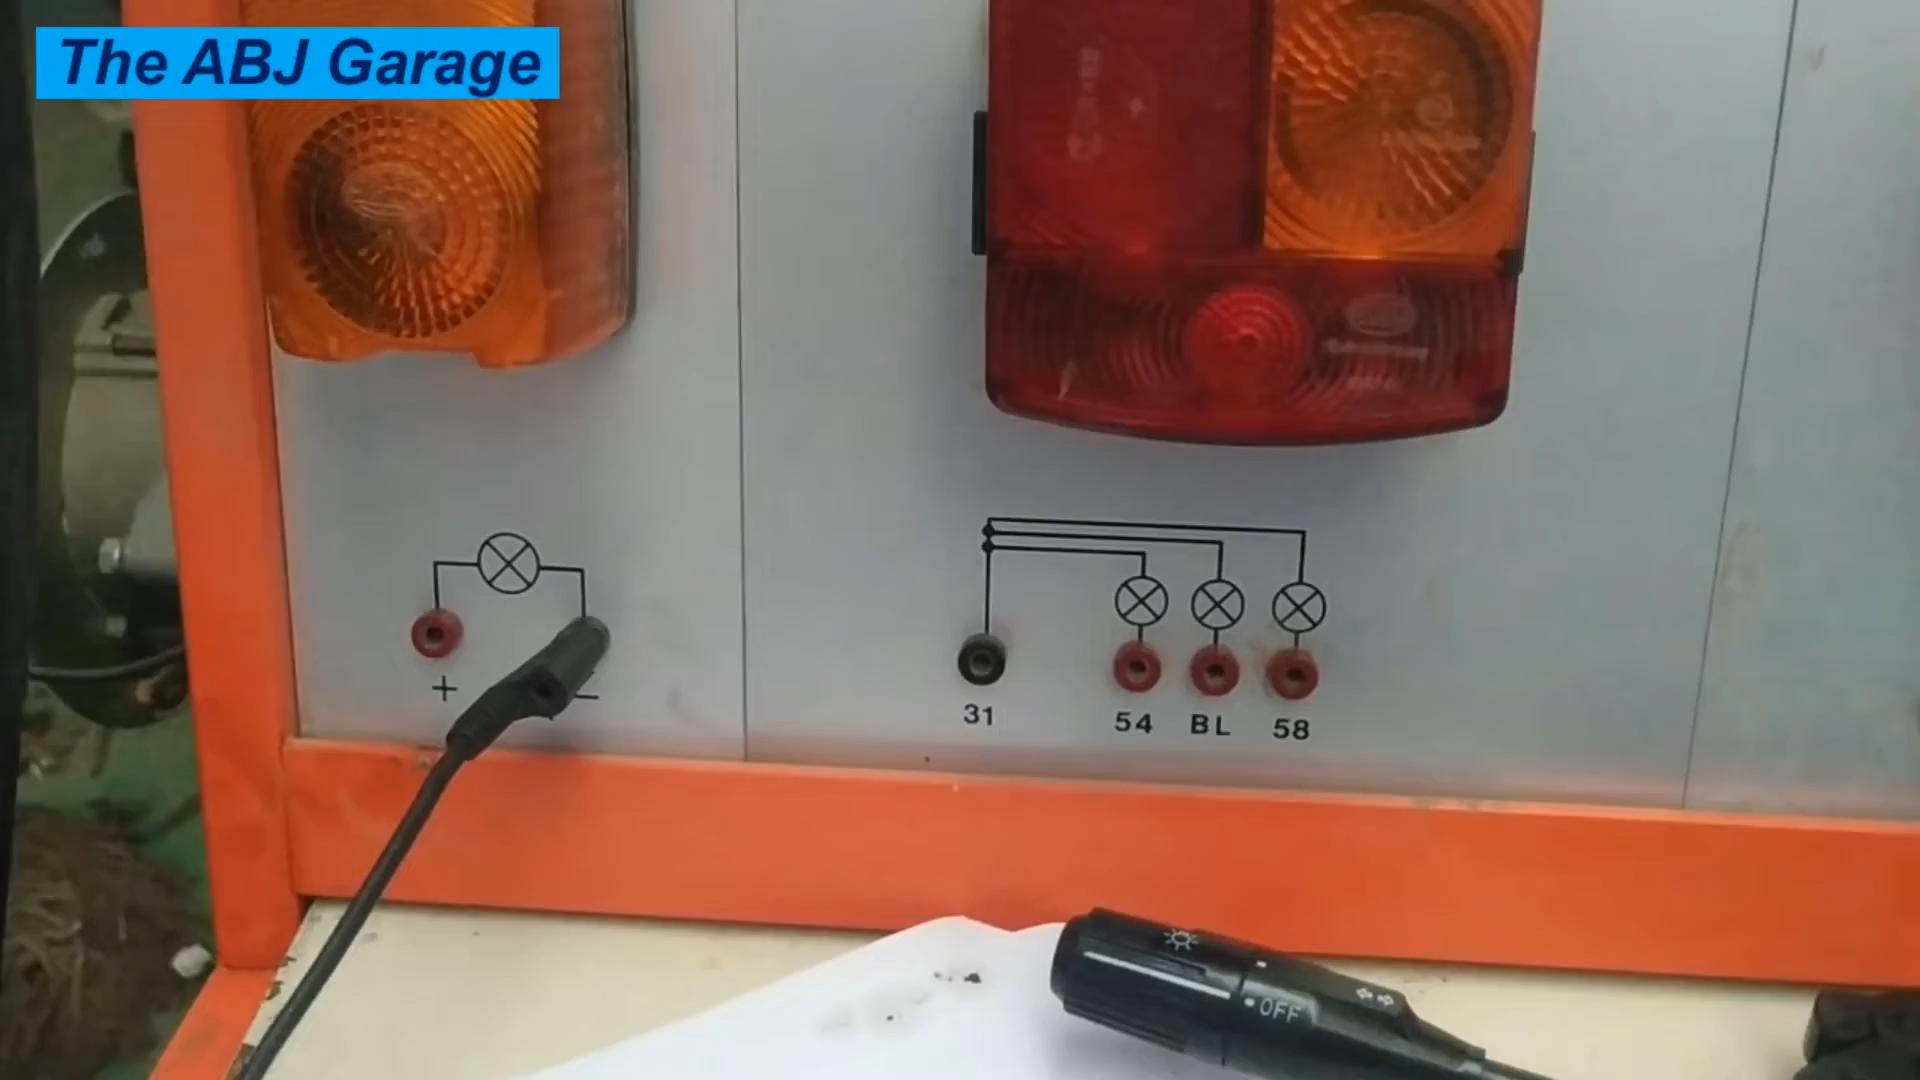 The ABJ Garage
+ −
31 54 BL 58
OFF